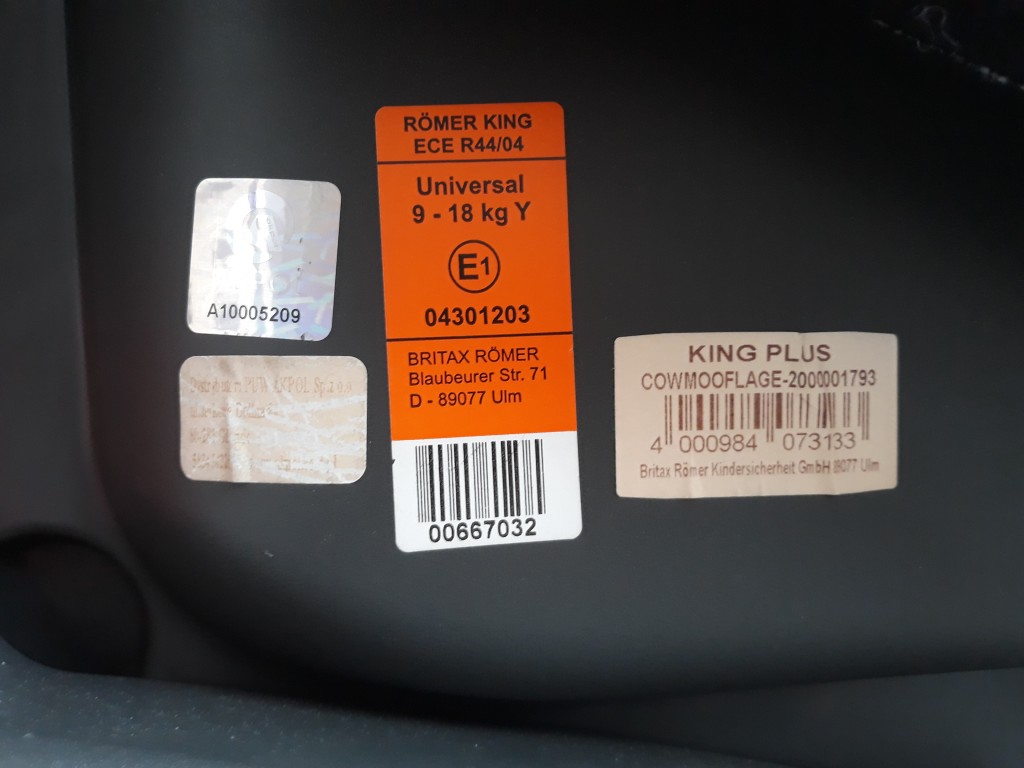 A10005209
RÖMER KING
ECE R44/04
Universal
9 - 18 kg Y
E1
04301203
BRITAX RÖMER
Blaubeurer Str. 71
D - 89077 Ulm
00667032
KING PLUS
COWMOOFLAGE-2000001793
4 000984 073133
Britax Römer Kindersicherheit GmbH 89077 Ulm